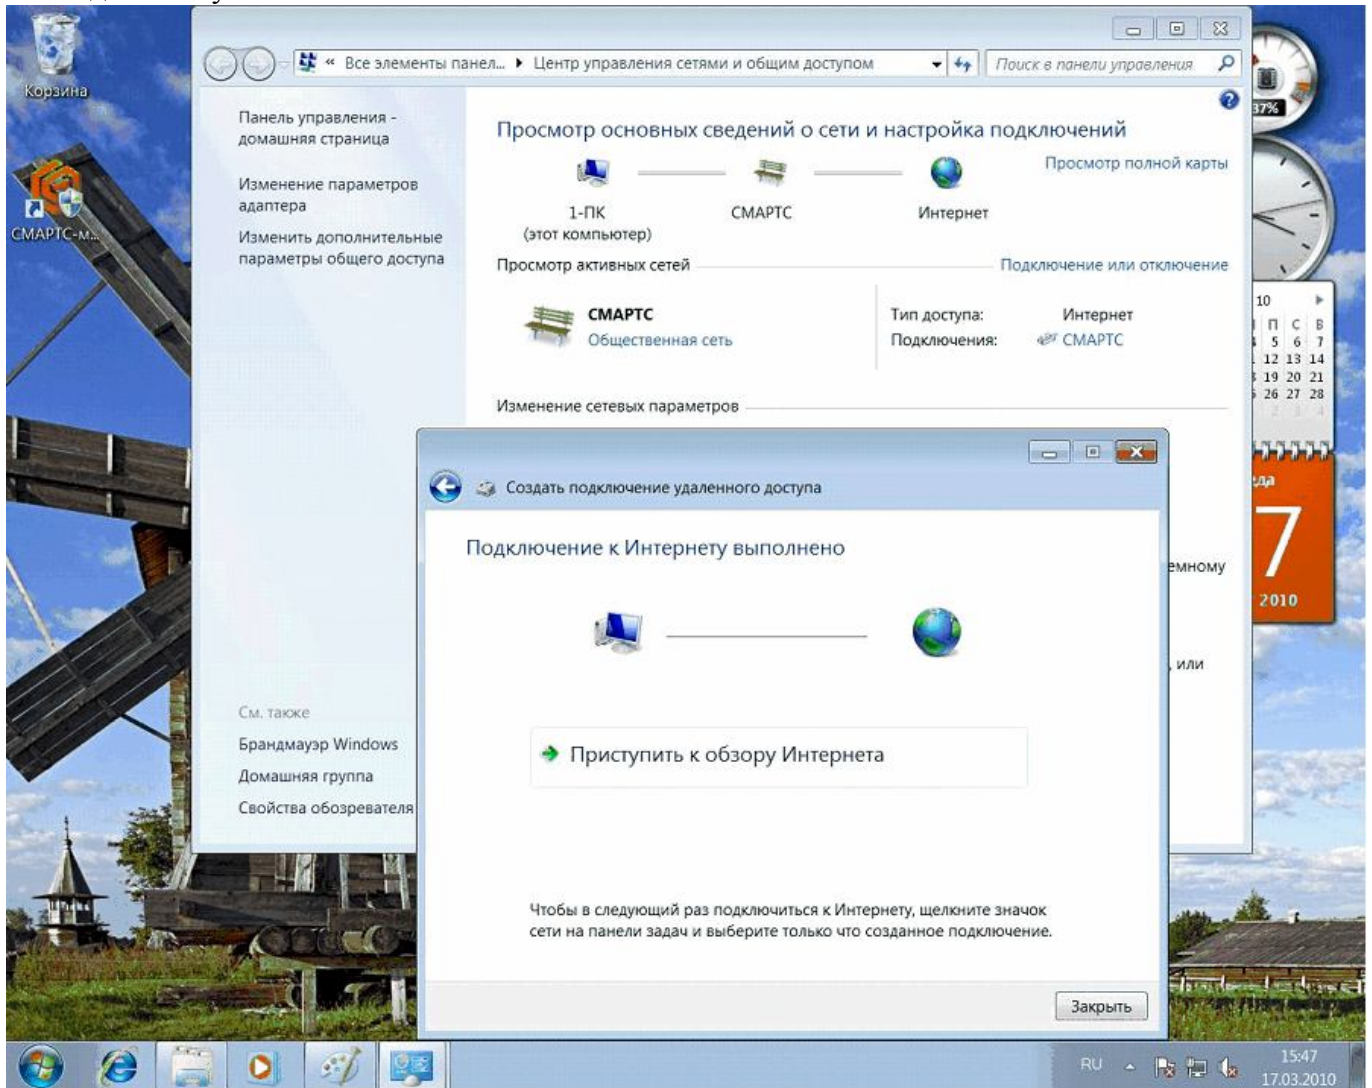 Корзина
СМАРТС-м...
« Все элементы панел... ▸ Центр управления сетями и общим доступом
Поиск в панели управления
37%
Панель управления -
домашняя страница
Изменение параметров
адаптера
Изменить дополнительные
параметры общего доступа
Просмотр основных сведений о сети и настройка подключений
Просмотр полной карты
1-ПК
(этот компьютер)
СМАРТС
Интернет
Просмотр активных сетей
Подключение или отключение
СМАРТС
Общественная сеть
Тип доступа: Интернет
Подключения: СМАРТС
Изменение сетевых параметров
10
П С В
5 6 7
12 13 14
19 20 21
26 27 28
2 3 4
7
2010
емному
, или
Создать подключение удаленного доступа
Подключение к Интернету выполнено
Приступить к обзору Интернета
Чтобы в следующий раз подключиться к Интернету, щелкните значок
сети на панели задач и выберите только что созданное подключение.
Закрыть
См. также
Брандмауэр Windows
Домашняя группа
Свойства обозревателя
RU
15:47
17.03.2010